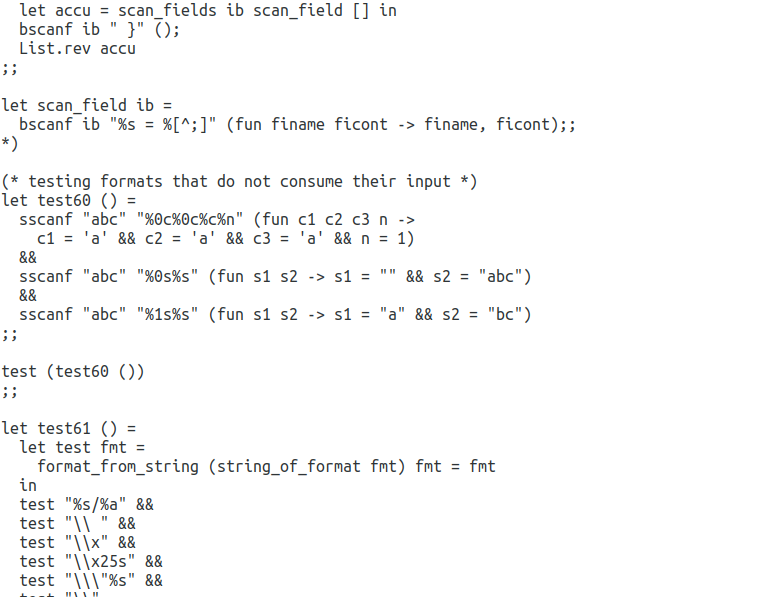 let accu = scan_fields ib scan_field [] in
  bscanf ib " }" ();
  List.rev accu
;;

let scan_field ib =
  bscanf ib "%s = %[^;]" (fun finame ficont -> finame, ficont);;
*)

(* testing formats that do not consume their input *)
let test60 () =
  sscanf "abc" "%0c%0c%c%n" (fun c1 c2 c3 n ->
    c1 = 'a' && c2 = 'a' && c3 = 'a' && n = 1)
  &&
  sscanf "abc" "%0s%s" (fun s1 s2 -> s1 = "" && s2 = "abc")
  &&
  sscanf "abc" "%1s%s" (fun s1 s2 -> s1 = "a" && s2 = "bc")
;;

test (test60 ())
;;

let test61 () =
  let test fmt =
    format_from_string (string_of_format fmt) fmt = fmt
  in
  test "%s/%a" &&
  test "\\ " &&
  test "\\x" &&
  test "\\x25s" &&
  test "\\\"%s" &&
  test "\\"